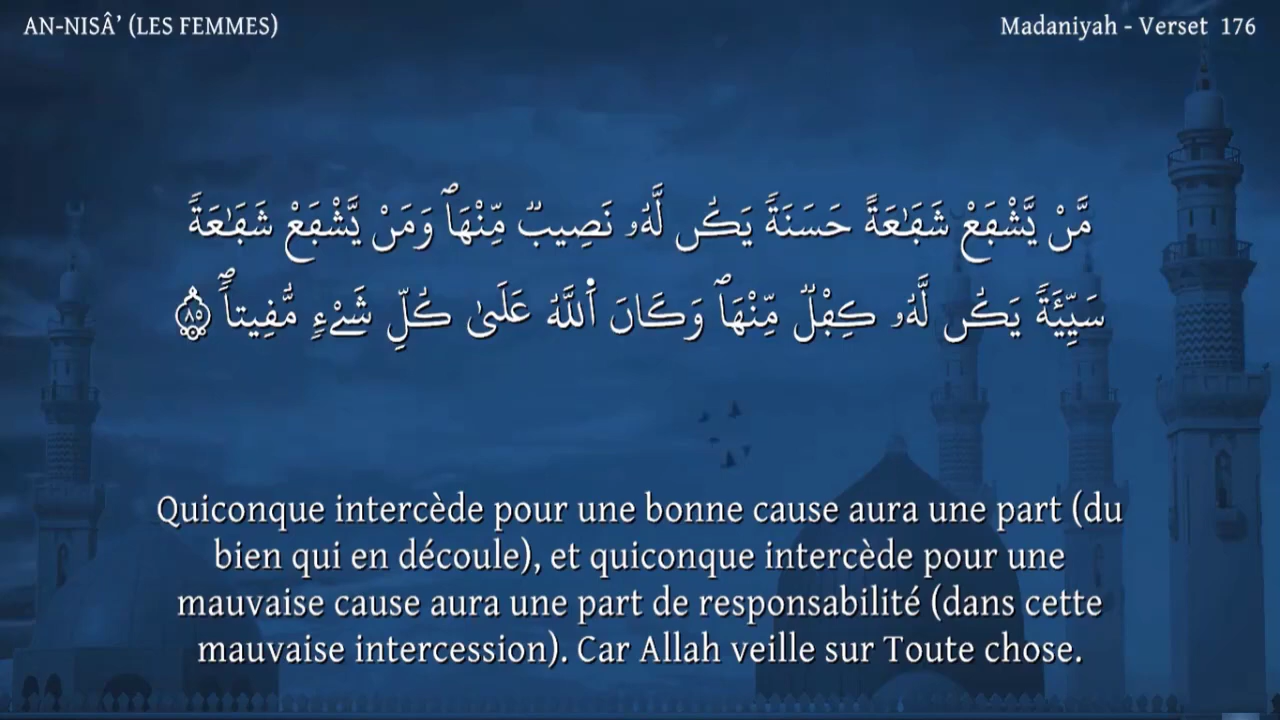 AN-NISÂ’ (LES FEMMES)
Madaniyah - Verset 176
مَّنْ يَّشْفَعْ شَفَٰعَةً حَسَنَةً يَكُن لَّهُۥ نَصِيبٌ مِّنْهَاۖ وَمَنْ يَّشْفَعْ شَفَٰعَةً
سَيِّئَةً يَكُن لَّهُۥ كِفْلٌ مِّنْهَاۖ وَكَانَ اَ۬للَّهُ عَلَىٰ كُلِّ شَےْءٍ مُّقِيتاًۖ ٨٥
Quiconque intercède pour une bonne cause aura une part (du
bien qui en découle), et quiconque intercède pour une
mauvaise cause aura une part de responsabilité (dans cette
mauvaise intercession). Car Allah veille sur Toute chose.